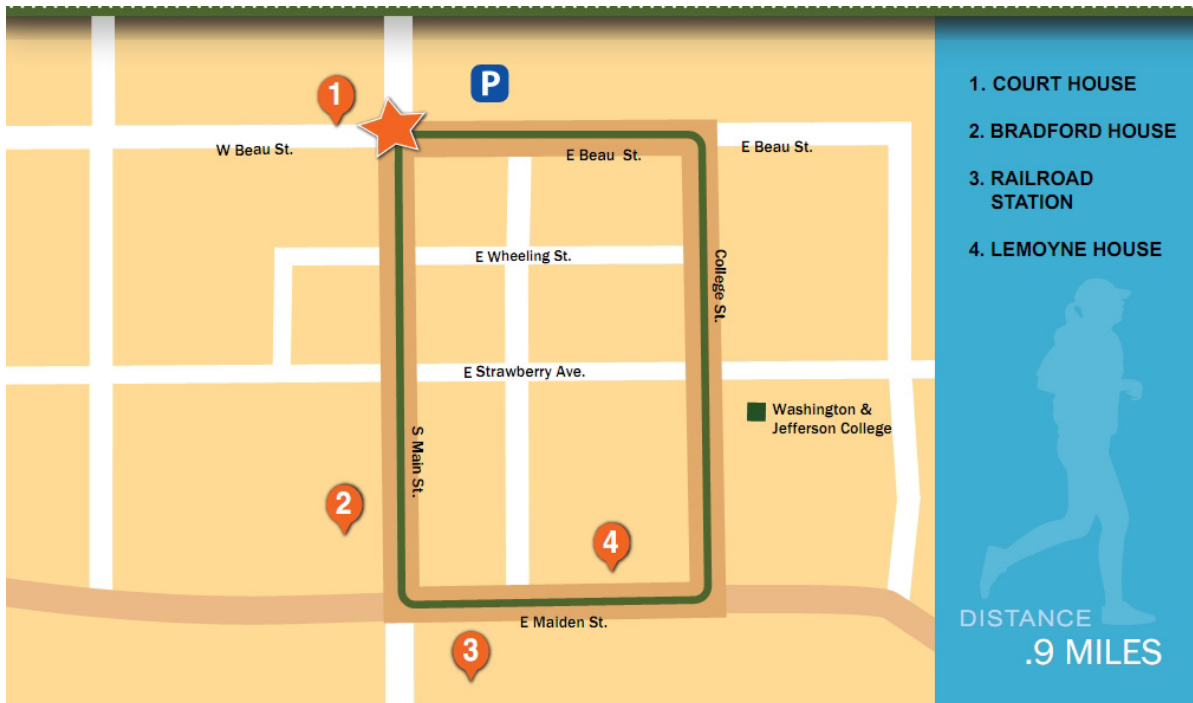 1
P
W Beau St.
E Beau St.
E Beau St.
E Wheeling St.
College St.
E Strawberry Ave.
Washington &
Jefferson College
S Main St.
2
4
E Maiden St.
3
1. COURT HOUSE
2. BRADFORD HOUSE
3. RAILROAD
STATION
4. LEMOYNE HOUSE
DISTANCE
.9 MILES